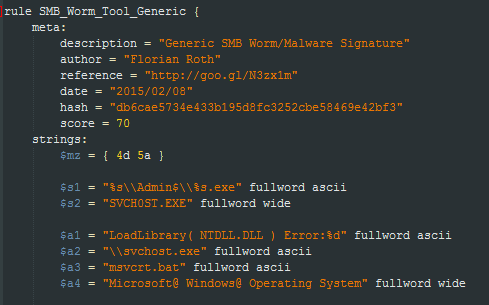 rule SMB_Worm_Tool_Generic {
meta:
description = "Generic SMB Worm/Malware Signature"
author = "Florian Roth"
reference = "http://goo.gl/N3zx1m"
date = "2015/02/08"
hash = "db6cae5734e433b195d8fc3252cbe58469e42bf3"
score = 70
strings:
$mz = { 4d 5a }
$s1 = "%s\\Admin$\\%s.exe" fullword ascii
$s2 = "SVCHOST.EXE" fullword wide
$a1 = "LoadLibrary( NTDLL.DLL ) Error:%d" fullword ascii
$a2 = "\\svchost.exe" fullword ascii
$a3 = "msvcrt.bat" fullword ascii
$a4 = "Microsoft@ Windows@ Operating System" fullword wide